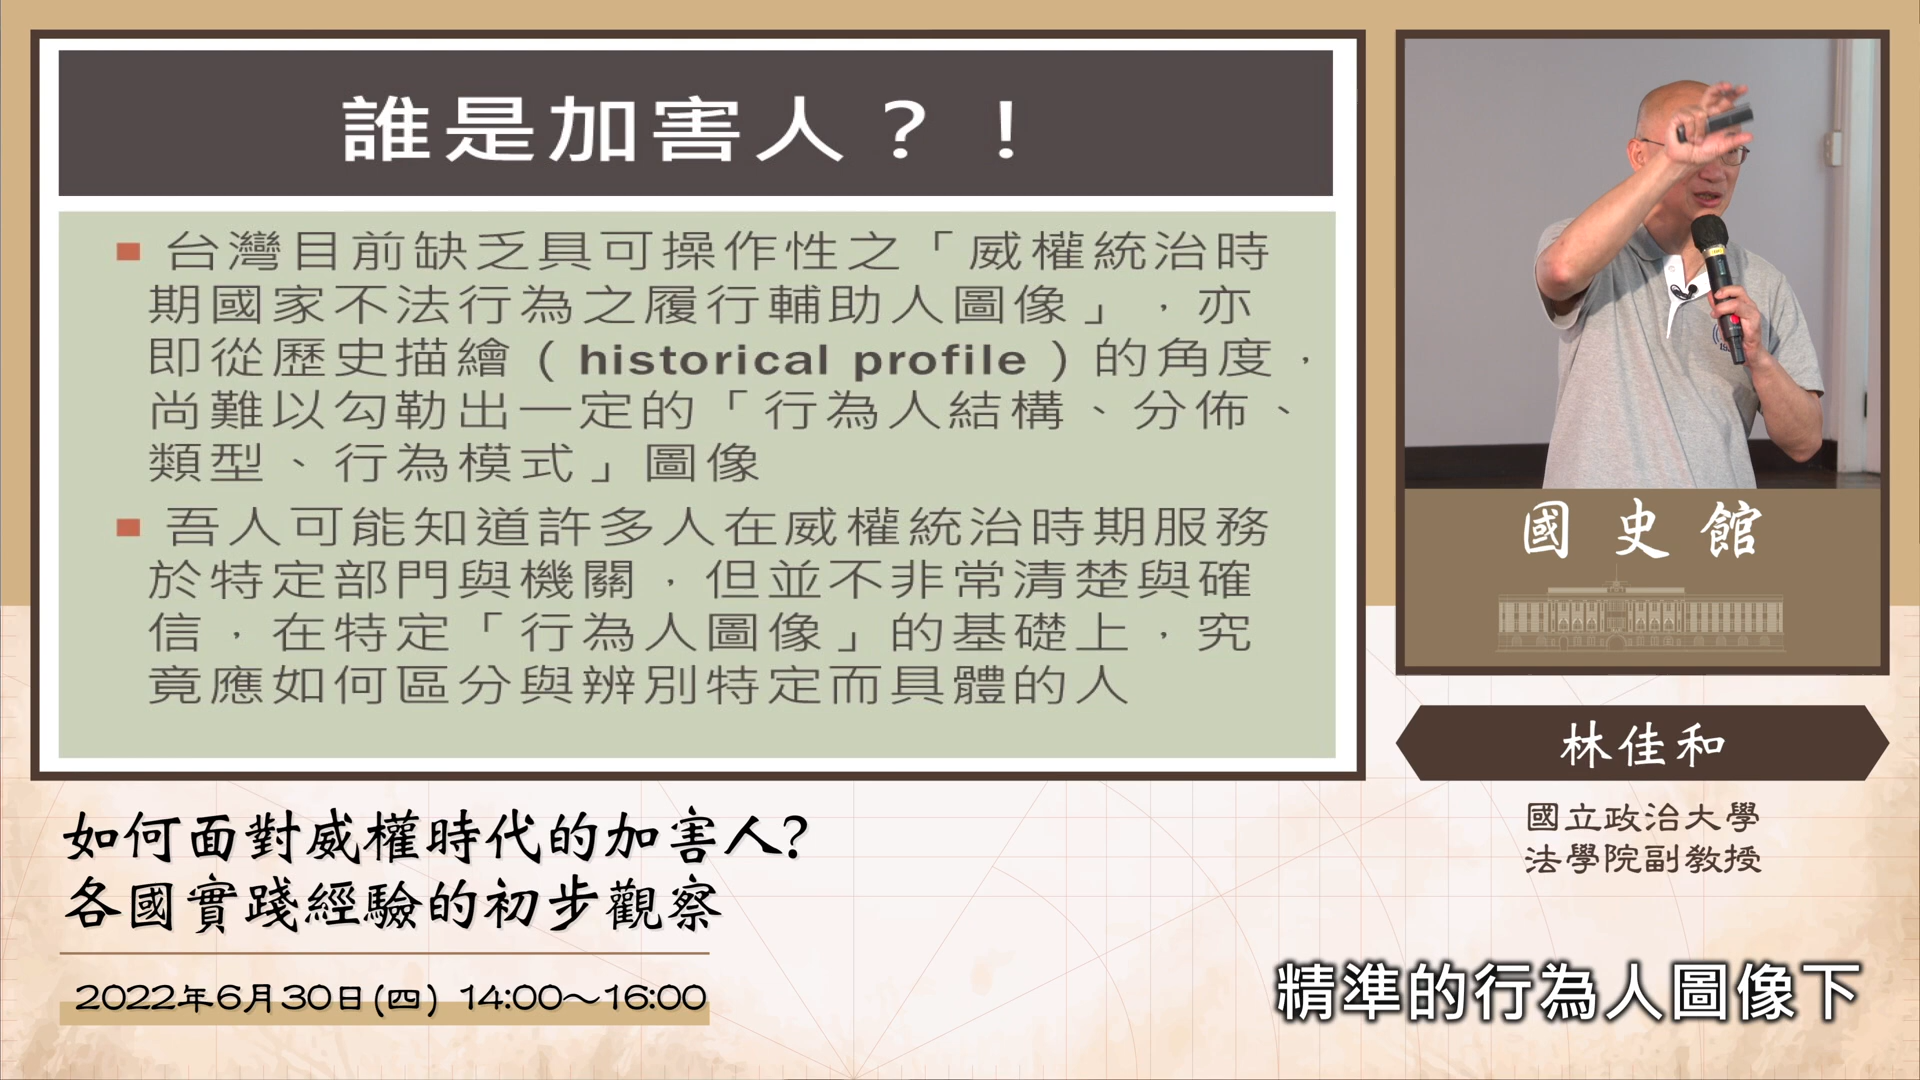 誰是加害人？！
台灣目前缺乏具可操作性之「威權統治時
期國家不法行為之履行輔助人圖像」，亦
即從歷史描繪（historical profile）的角度，
尚難以勾勒出一定的「行為人結構、分佈、
類型、行為模式」圖像
吾人可能知道許多人在威權統治時期服務
於特定部門與機關，但並不非常清楚與確
信，在特定「行為人圖像」的基礎上，究
竟應如何區分與辨別特定而具體的人
國史館
林佳和
國立政治大學
法學院副教授
如何面對威權時代的加害人?
各國實踐經驗的初步觀察
2022年6月30日(四) 14:00～16:00
精準的行為人圖像下